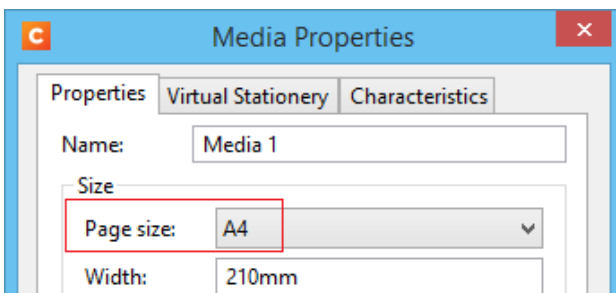 C Media Properties ×
Properties Virtual Stationery Characteristics
Name: Media 1
Size
Page size: A4
Width: 210mm